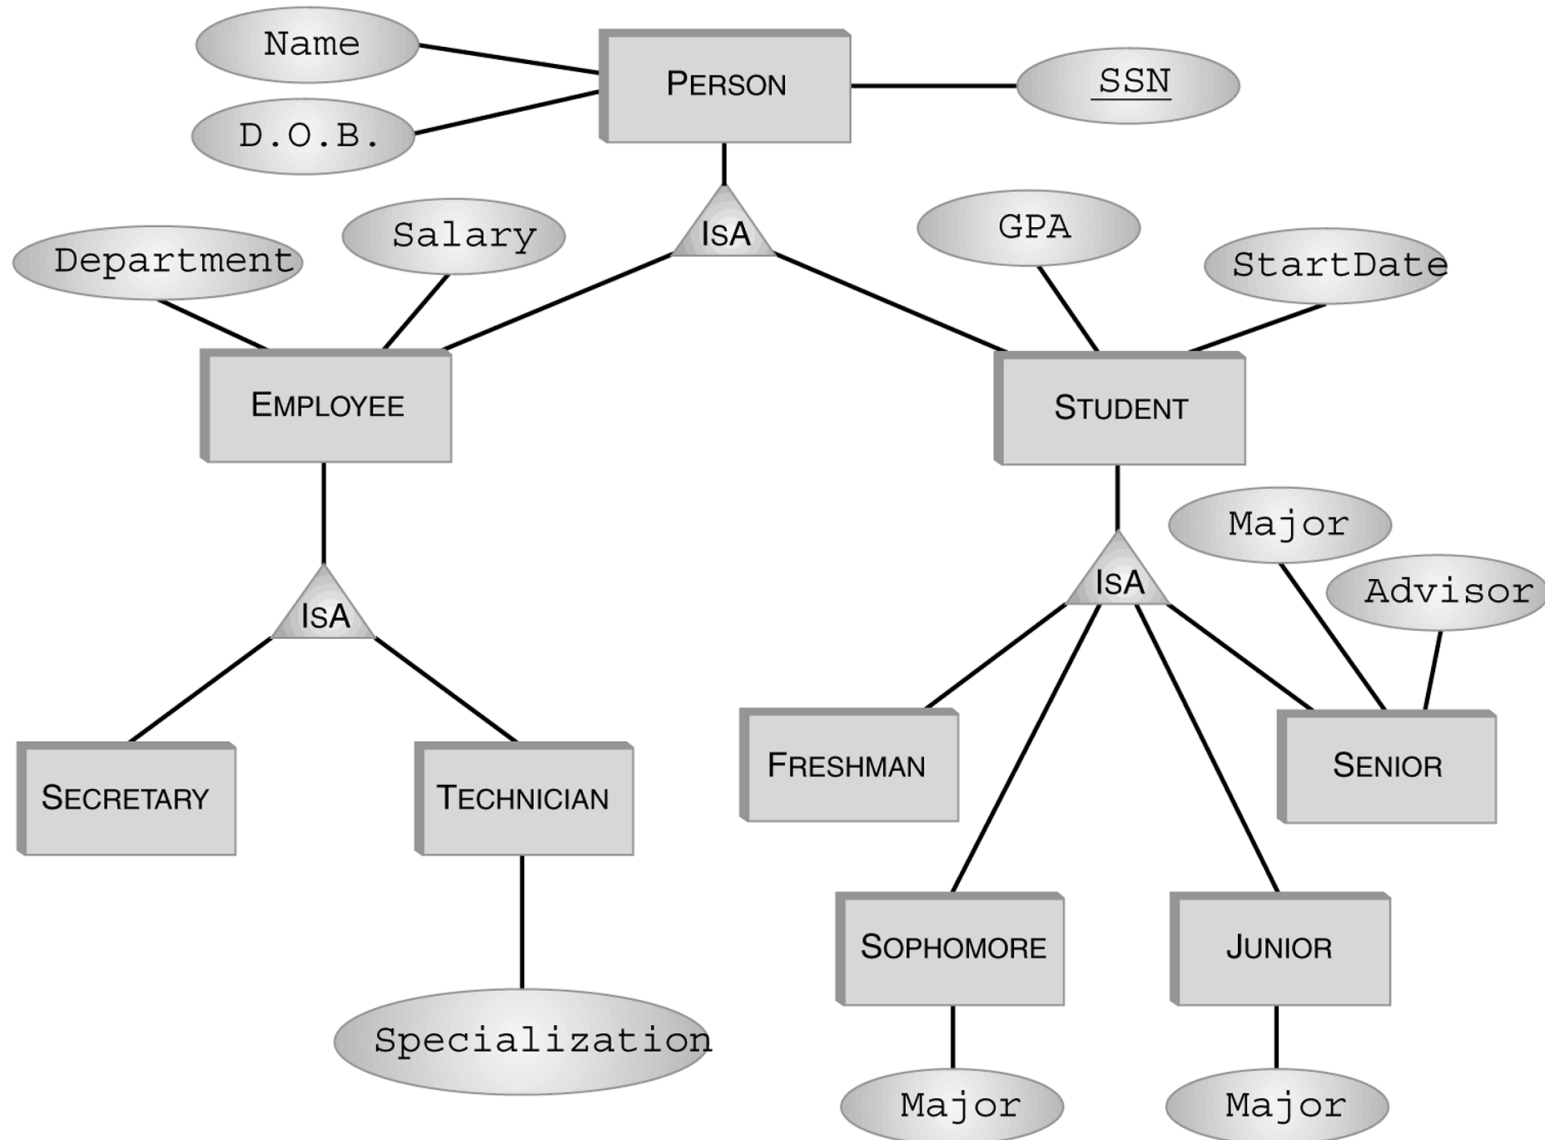 Name
PERSON
SSN
D.O.B.
Department
Salary
ISA
GPA
StartDate
EMPLOYEE
STUDENT
Major
Advisor
ISA
ISA
SECRETARY
TECHNICIAN
FRESHMAN
SENIOR
SOPHOMORE
JUNIOR
Specialization
Major
Major